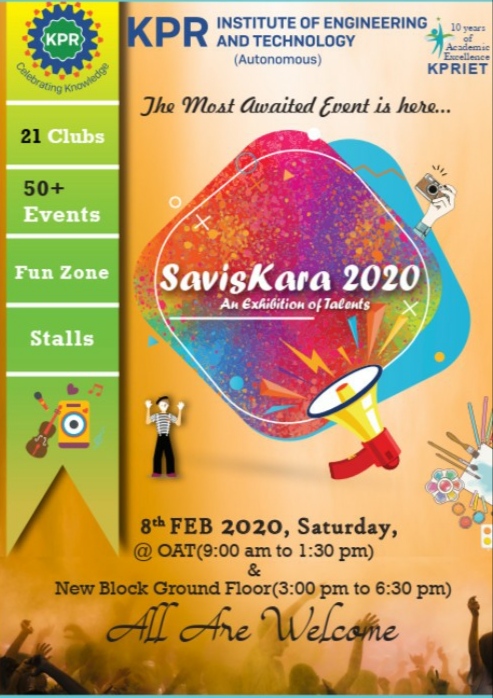 KPR
Celebrating Knowledge
KPR INSTITUTE OF ENGINEERING
AND TECHNOLOGY
(Autonomous)
10 years
of
Academic
Excellence
KPRIET
The Most Awaited Event is here...
21 Clubs
50+
Events
Fun Zone
Stalls
SavisKara 2020
An Exhibition of Talents
8th FEB 2020, Saturday,
@ OAT(9:00 am to 1:30 pm)
&
New Block Ground Floor(3:00 pm to 6:30 pm)
All Are Welcome